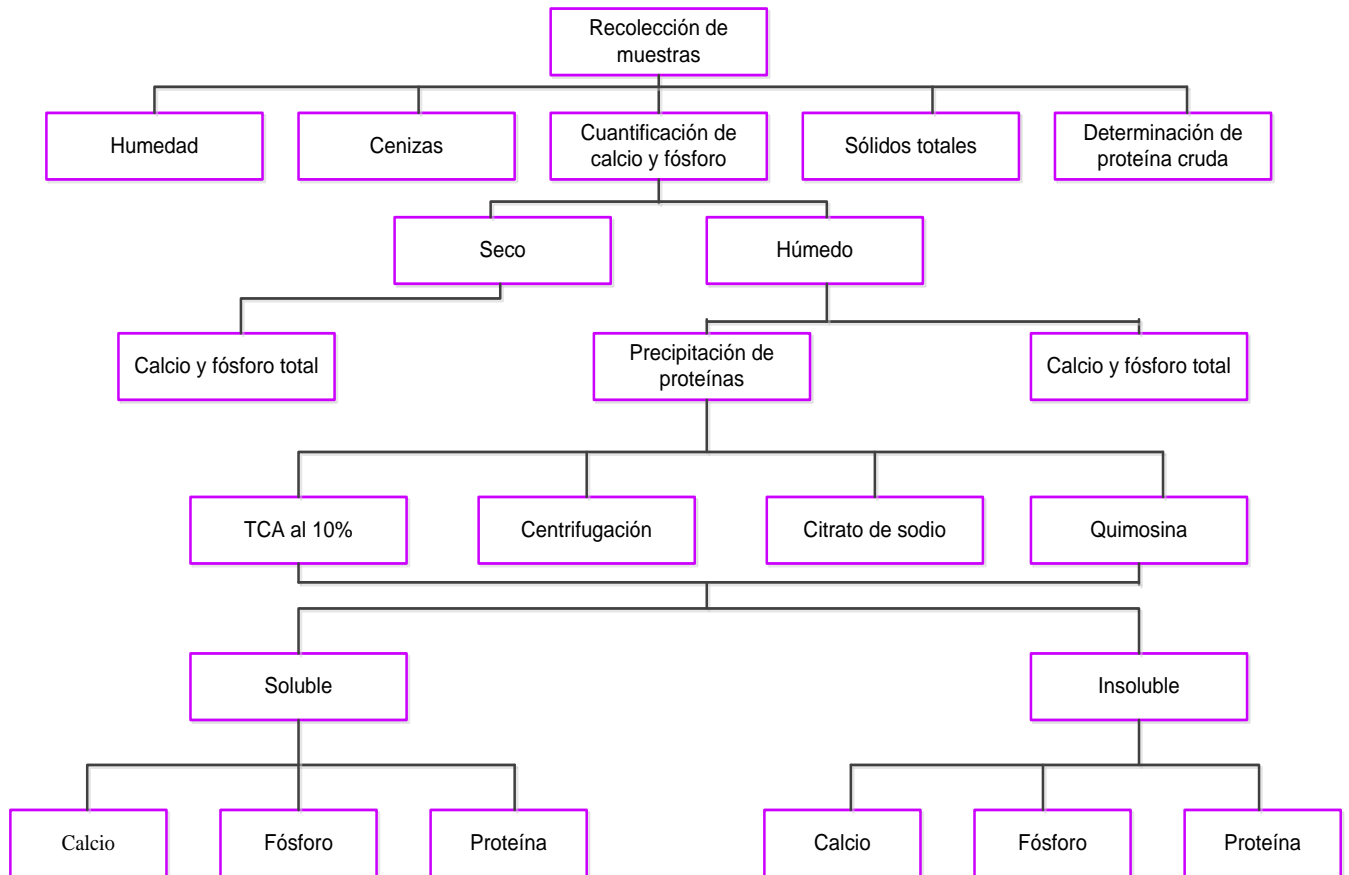 Recolección de
muestras
Humedad
Cenizas
Cuantificación de
calcio y fósforo
Sólidos totales
Determinación de
proteína cruda
Seco
Húmedo
Calcio y fósforo total
Precipitación de
proteínas
Calcio y fósforo total
TCA al 10%
Centrifugación
Citrato de sodio
Quimosina
Soluble
Insoluble
Calcio
Fósforo
Proteína
Calcio
Fósforo
Proteína